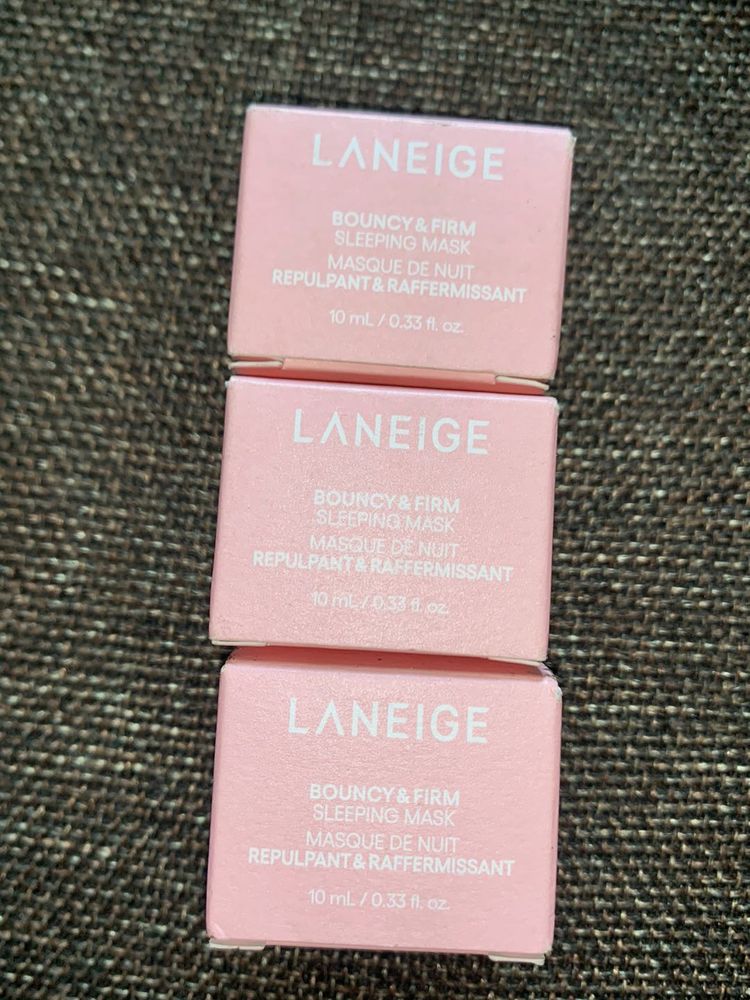 LANEIGE
BOUNCY & FIRM
SLEEPING MASK
MASQUE DE NUIT
REPULPANT & RAFFERMISSANT
10 mL / 0.33 fl. oz.
LANEIGE
BOUNCY & FIRM
SLEEPING MASK
MASQUE DE NUIT
REPULPANT & RAFFERMISSANT
10 mL / 0.33 fl. oz.
LANEIGE
BOUNCY & FIRM
SLEEPING MASK
MASQUE DE NUIT
REPULPANT & RAFFERMISSANT
10 mL / 0.33 fl. oz.